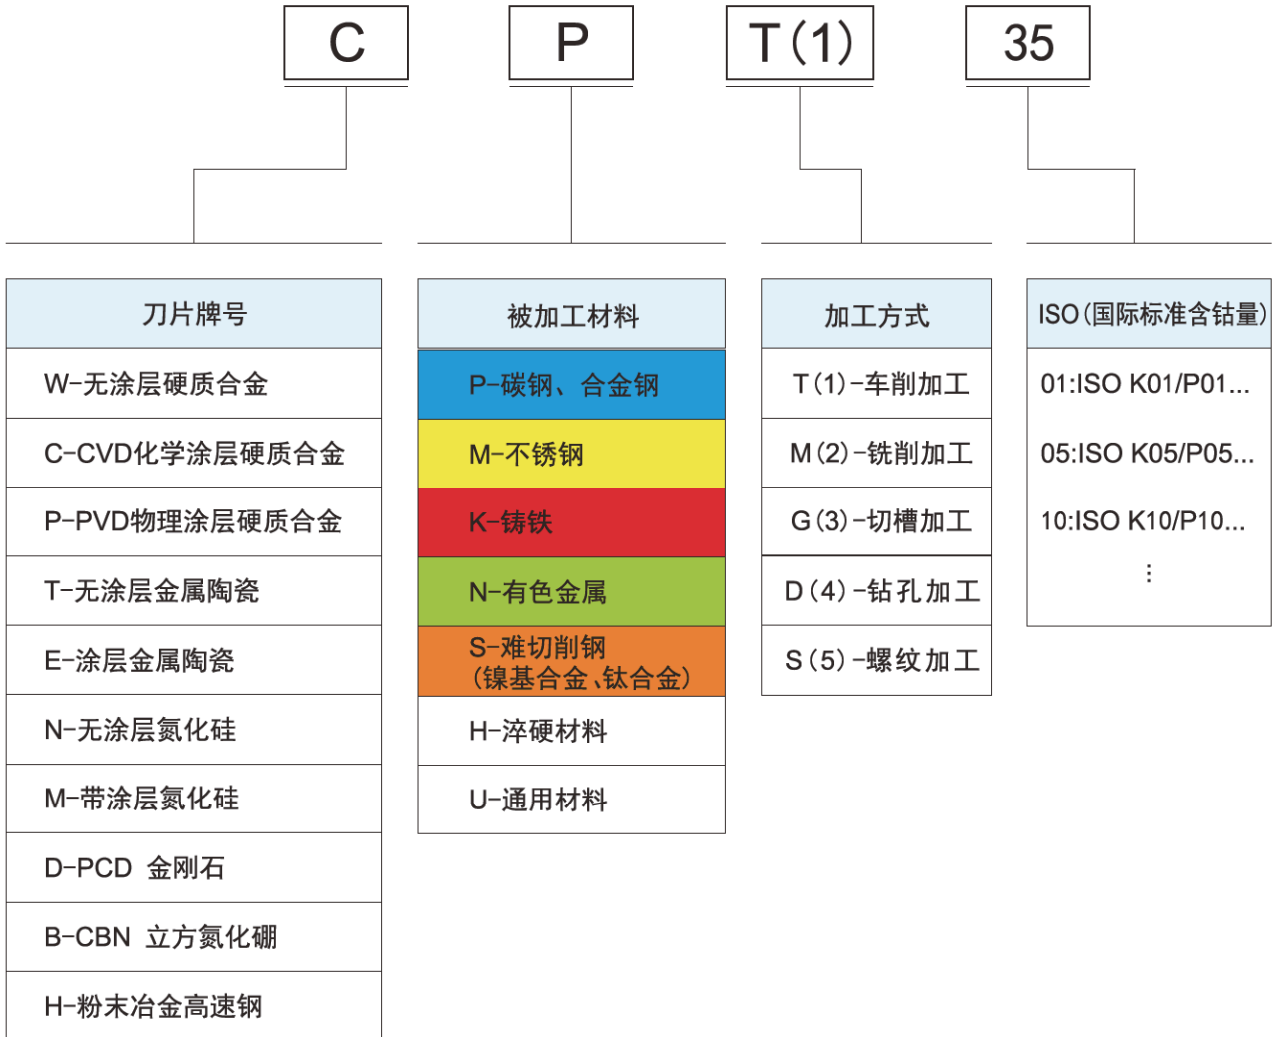 C
P
T(1)
35
刀片牌号
W-无涂层硬质合金
C-CVD化学涂层硬质合金
P-PVD物理涂层硬质合金
T-无涂层金属陶瓷
E-涂层金属陶瓷
N-无涂层氮化硅
M-带涂层氮化硅
D-PCD 金刚石
B-CBN 立方氮化硼
H-粉末冶金高速钢
被加工材料
P-碳钢、合金钢
M-不锈钢
K-铸铁
N-有色金属
S-难切削钢
(镍基合金、钛合金)
H-淬硬材料
U-通用材料
加工方式
T(1)-车削加工
M(2)-铣削加工
G(3)-切槽加工
D(4)-钻孔加工
S(5)-螺纹加工
ISO(国际标准含钴量)
01:ISO K01/P01...
05:ISO K05/P05...
10:ISO K10/P10...
⋮